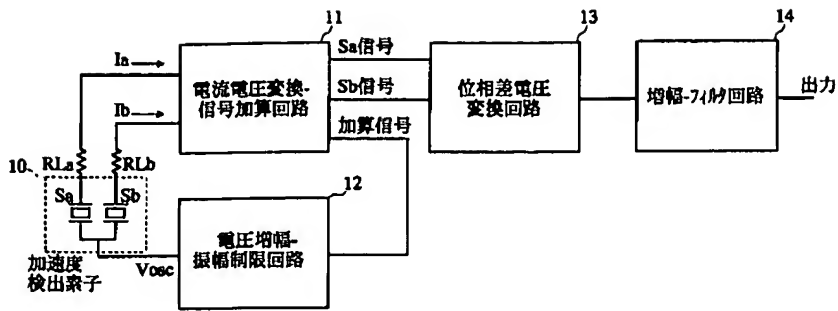 11
13
14
Ia
Ib
電流電圧変換-
信号加算回路
Sa信号
Sb信号
加算信号
位相差電圧
変換回路
増幅-フィルタ回路
出力
10
RLa
RLb
Sa
Sb
12
電圧増幅-
振幅制限回路
加速度
検出素子
Vosc